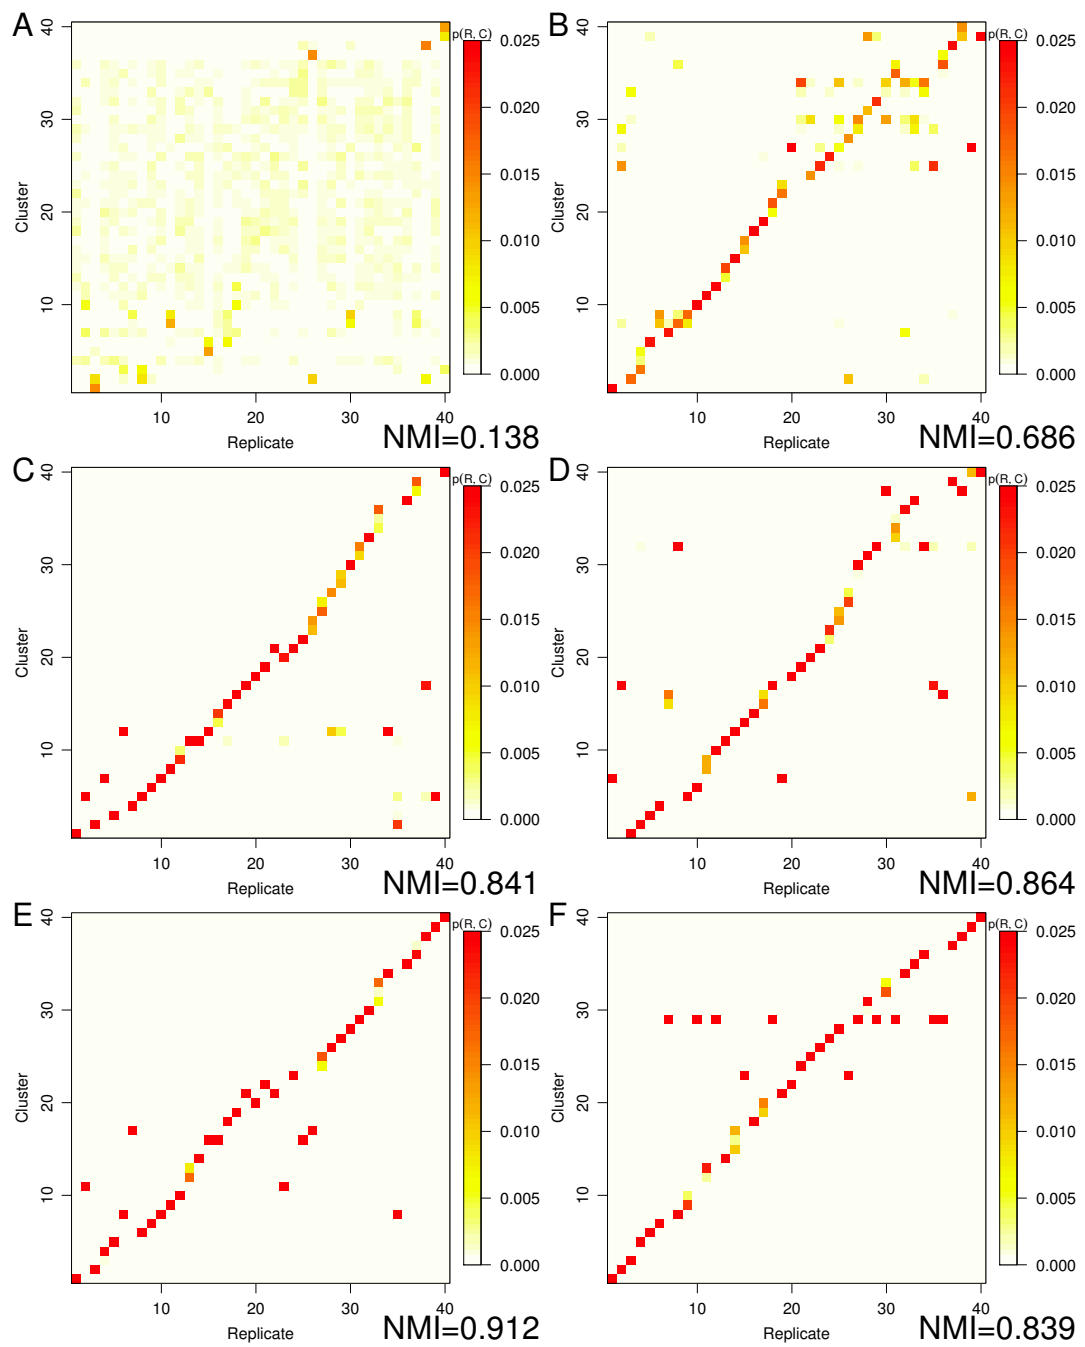 A
p(R, C)
40
30
20
10
Cluster
10
20
30
40
Replicate
0.025
0.020
0.015
0.010
0.005
0.000
NMI=0.138
B
p(R, C)
40
30
20
10
Cluster
10
20
30
40
Replicate
0.025
0.020
0.015
0.010
0.005
0.000
NMI=0.686
C
p(R, C)
40
30
20
10
Cluster
10
20
30
40
Replicate
0.025
0.020
0.015
0.010
0.005
0.000
NMI=0.841
D
p(R, C)
40
30
20
10
Cluster
10
20
30
40
Replicate
0.025
0.020
0.015
0.010
0.005
0.000
NMI=0.864
E
p(R, C)
40
30
20
10
Cluster
10
20
30
40
Replicate
0.025
0.020
0.015
0.010
0.005
0.000
NMI=0.912
F
p(R, C)
40
30
20
10
Cluster
10
20
30
40
Replicate
0.025
0.020
0.015
0.010
0.005
0.000
NMI=0.839